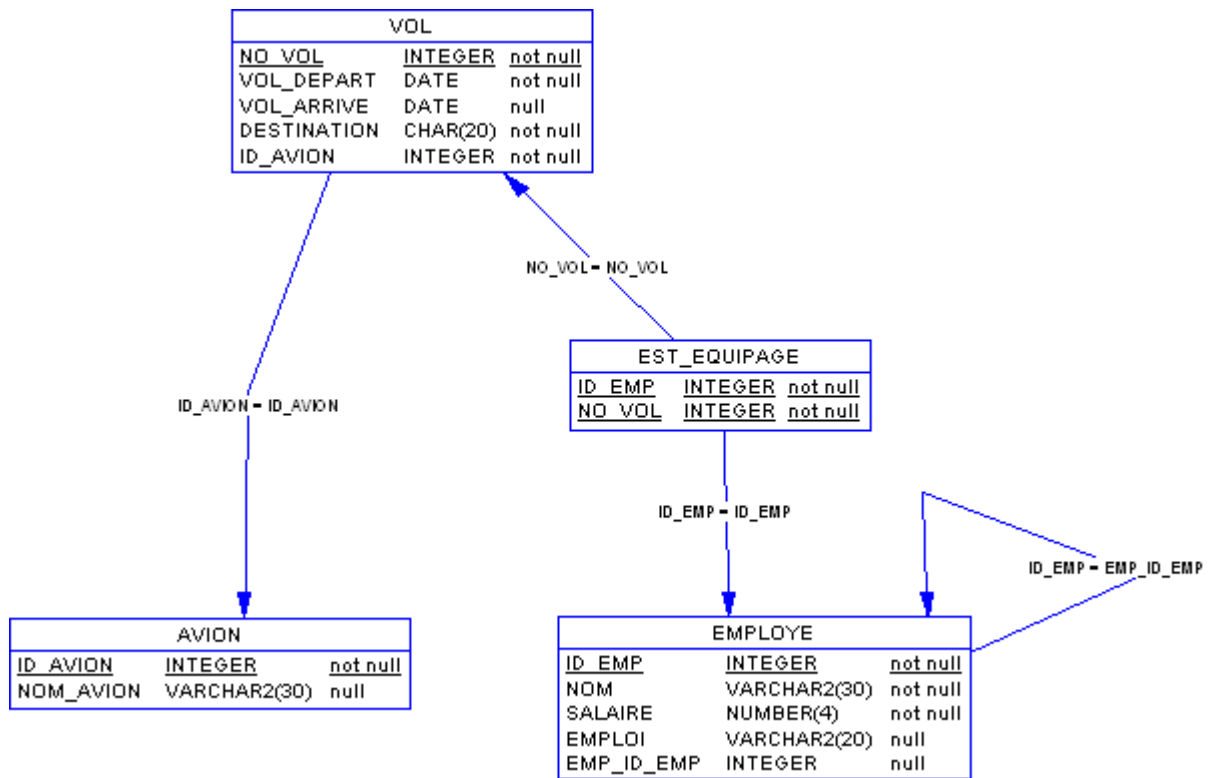 VOL
NO_VOL INTEGER not null
VOL_DEPART DATE not null
VOL_ARRIVE DATE null
DESTINATION CHAR(20) not null
ID_AVION INTEGER not null
NO_VOL = NO_VOL
EST_EQUIPAGE
ID_EMP INTEGER not null
NO_VOL INTEGER not null
ID_AVION = ID_AVION
ID_EMP = ID_EMP
ID_EMP = EMP_ID_EMP
AVION
ID_AVION INTEGER not null
NOM_AVION VARCHAR2(30) null
EMPLOYE
ID_EMP INTEGER not null
NOM VARCHAR2(30) not null
SALAIRE NUMBER(4) not null
EMPLOI VARCHAR2(20) null
EMP_ID_EMP INTEGER null